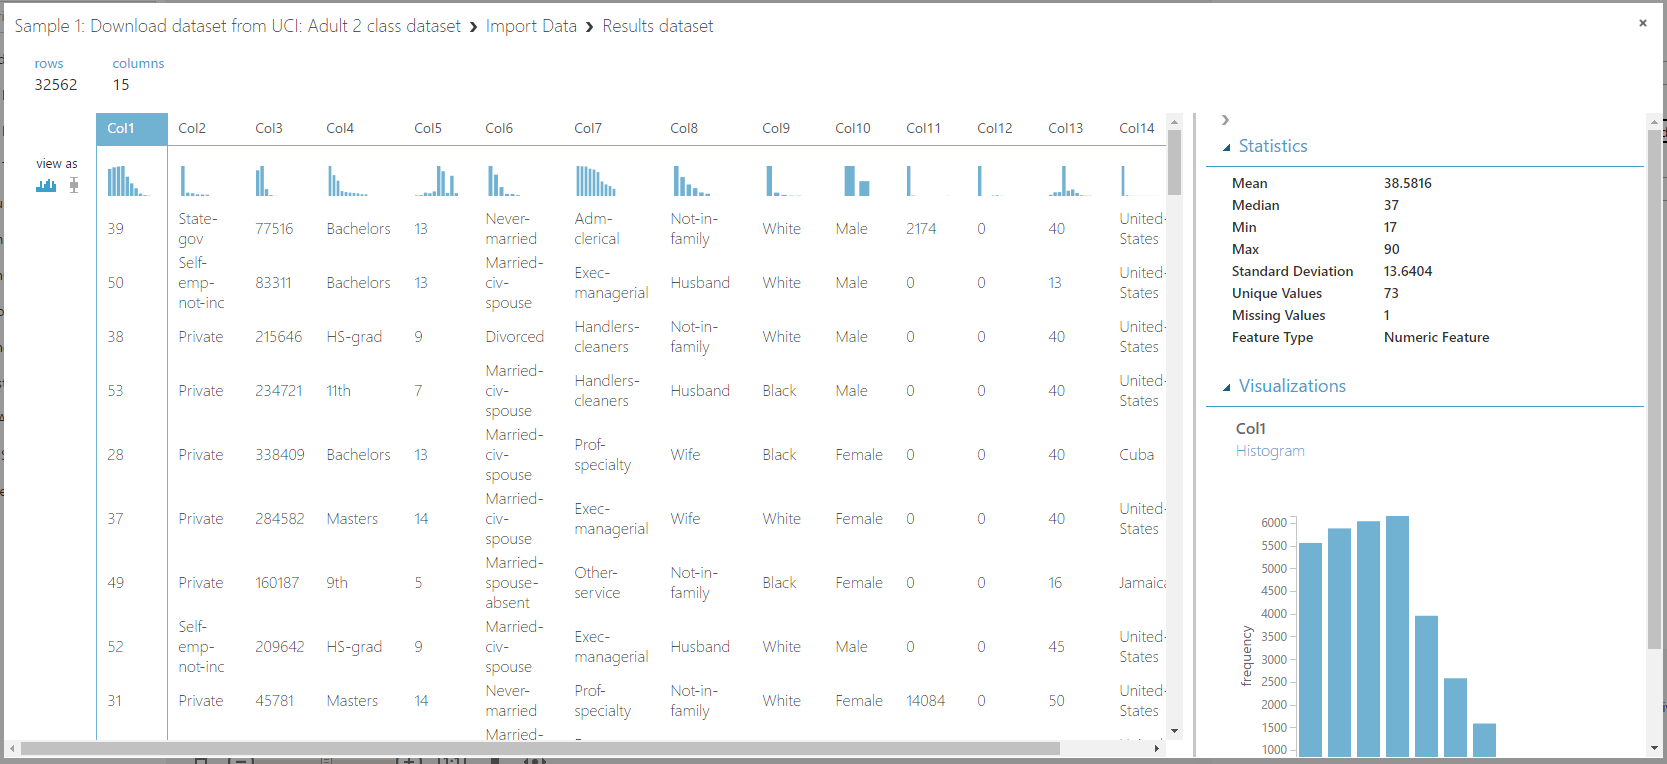 Sample 1: Download dataset from UCI: Adult 2 class dataset › Import Data › Results dataset
rows columns
32562 15
view as
Col1 Col2 Col3 Col4 Col5 Col6 Col7 Col8 Col9 Col10 Col11 Col12 Col13 Col14
39 State-gov 77516 Bachelors 13 Never-married Adm-clerical Not-in-family White Male 2174 0 40 United-States
50 Self-emp-not-inc 83311 Bachelors 13 Married-civ-spouse Exec-managerial Husband White Male 0 0 13 United-States
38 Private 215646 HS-grad 9 Divorced Handlers-cleaners Not-in-family White Male 0 0 40 United-States
53 Private 234721 11th 7 Married-civ-spouse Handlers-cleaners Husband Black Male 0 0 40 United-States
28 Private 338409 Bachelors 13 Married-civ-spouse Prof-specialty Wife Black Female 0 0 40 Cuba
37 Private 284582 Masters 14 Married-civ-spouse Exec-managerial Wife White Female 0 0 40 United-States
49 Private 160187 9th 5 Married-spouse-absent Other-service Not-in-family Black Female 0 0 16 Jamaica
52 Self-emp-not-inc 209642 HS-grad 9 Married-civ-spouse Exec-managerial Husband White Male 0 0 45 United-States
31 Private 45781 Masters 14 Never-married Prof-specialty Not-in-family White Female 14084 0 50 United-States
Married-
Statistics
Mean 38.5816
Median 37
Min 17
Max 90
Standard Deviation 13.6404
Unique Values 73
Missing Values 1
Feature Type Numeric Feature
Visualizations
Col1
Histogram
6000
5500
5000
4500
4000
3500
3000
2500
2000
1500
1000
frequency